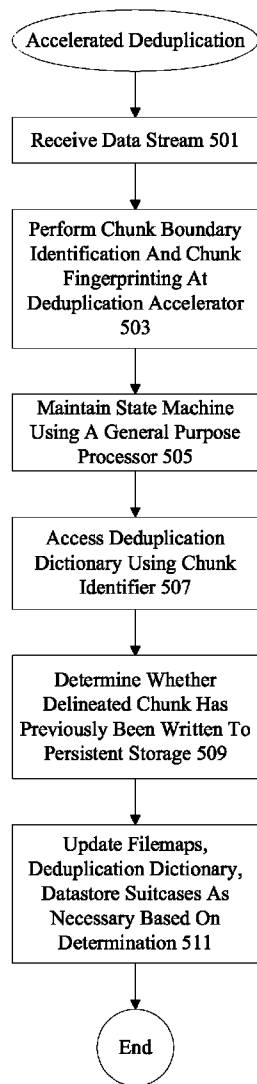 Accelerated Deduplication
Receive Data Stream 501
Perform Chunk Boundary
Identification And Chunk
Fingerprinting At
Deduplication Accelerator
503
Maintain State Machine
Using A General Purpose
Processor 505
Access Deduplication
Dictionary Using Chunk
Identifier 507
Determine Whether
Delineated Chunk Has
Previously Been Written To
Persistent Storage 509
Update Filemaps,
Deduplication Dictionary,
Datastore Suitcases As
Necessary Based On
Determination 511
End